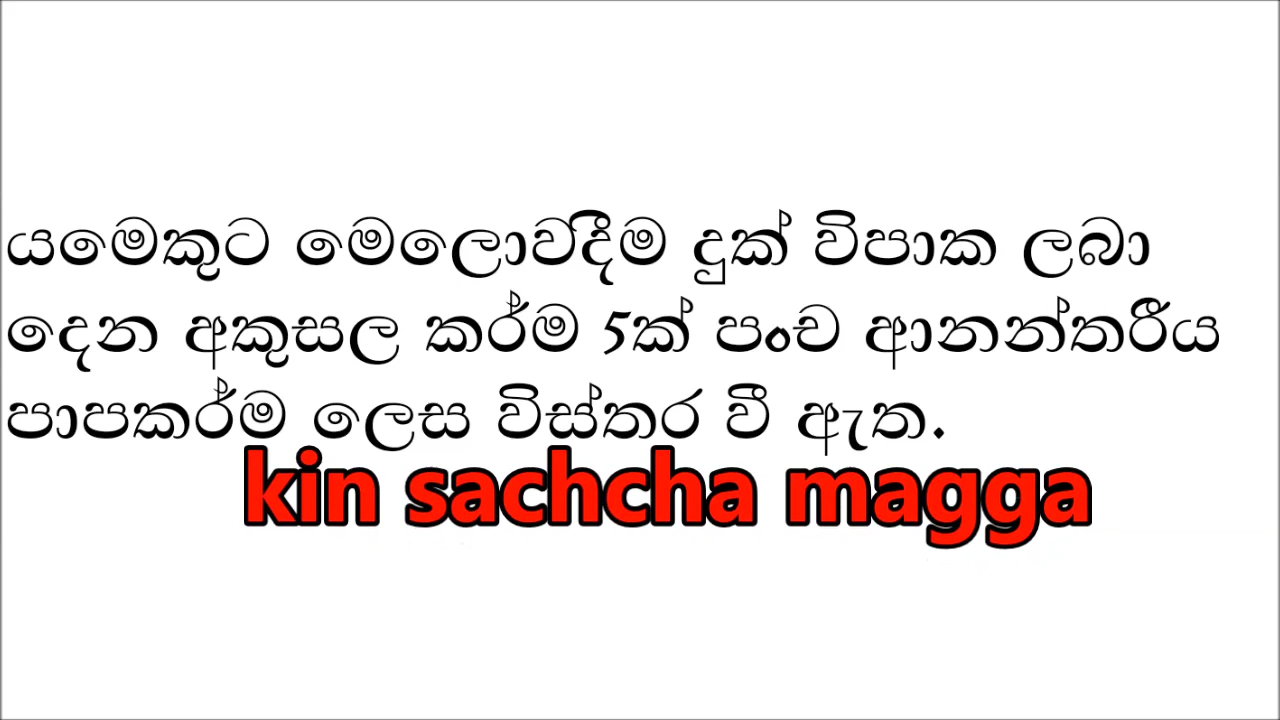 යමෙකුට මෙලොවදීිම දුක් විපාක ලබා
දෙන අකුසල කර්ම 5ක් පංච ආනන්තරීය
පාපකර්ම ලෙස විස්තර වී ඇත.
kin sachcha magga